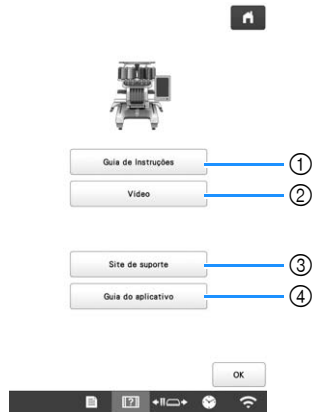 Guia de Instruções ①
Vídeo ②
Site de suporte ③
Guia do aplicativo ④
OK